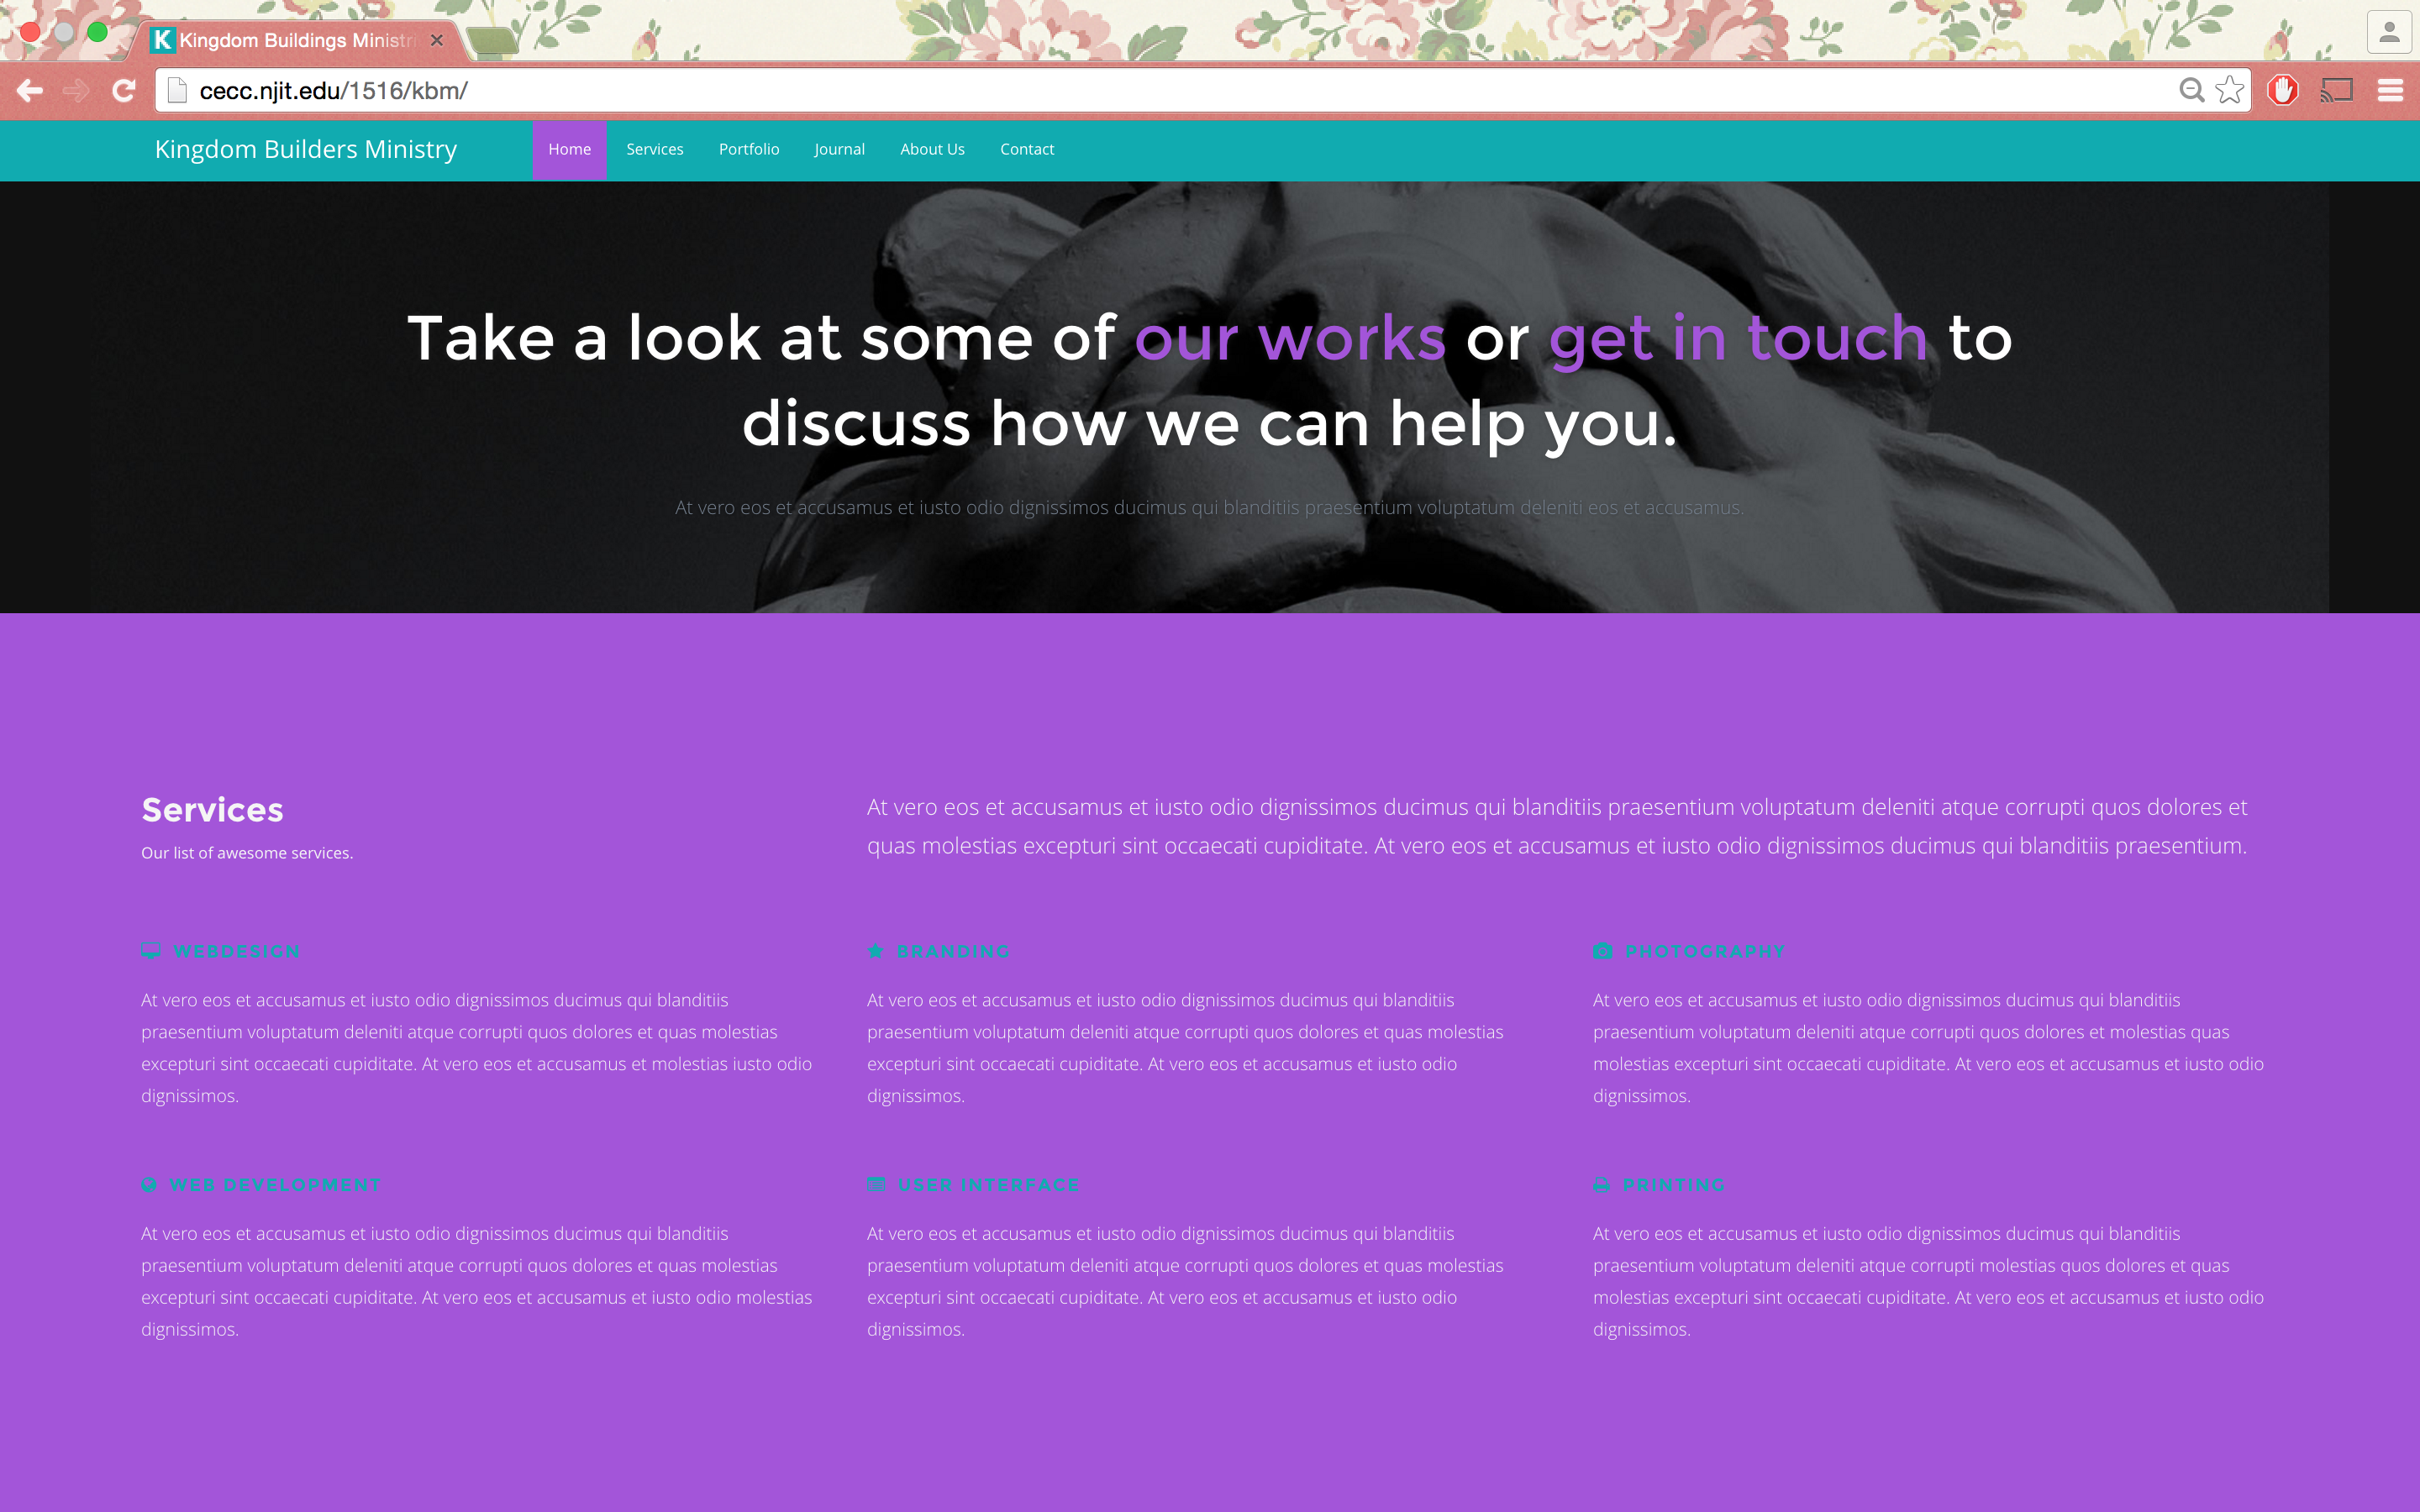 Kingdom Buildings Ministri
cecc.njit.edu/1516/kbm/
Kingdom Builders Ministry Home Services Portfolio Journal About Us Contact
Take a look at some of our works or get in touch to
discuss how we can help you.
At vero eos et accusamus et iusto odio dignissimos ducimus qui blanditiis praesentium voluptatum deleniti eos et accusamus.
Services
Our list of awesome services.
At vero eos et accusamus et iusto odio dignissimos ducimus qui blanditiis praesentium voluptatum deleniti atque corrupti quos dolores et
quas molestias excepturi sint occaecati cupiditate. At vero eos et accusamus et iusto odio dignissimos ducimus qui blanditiis praesentium.
WEBDESIGN
At vero eos et accusamus et iusto odio dignissimos ducimus qui blanditiis
praesentium voluptatum deleniti atque corrupti quos dolores et quas molestias
excepturi sint occaecati cupiditate. At vero eos et accusamus et molestias iusto odio
dignissimos.
BRANDING
At vero eos et accusamus et iusto odio dignissimos ducimus qui blanditiis
praesentium voluptatum deleniti atque corrupti quos dolores et quas molestias
excepturi sint occaecati cupiditate. At vero eos et accusamus et iusto odio
dignissimos.
PHOTOGRAPHY
At vero eos et accusamus et iusto odio dignissimos ducimus qui blanditiis
praesentium voluptatum deleniti atque corrupti quos dolores et molestias quas
molestias excepturi sint occaecati cupiditate. At vero eos et accusamus et iusto odio
dignissimos.
WEB DEVELOPMENT
At vero eos et accusamus et iusto odio dignissimos ducimus qui blanditiis
praesentium voluptatum deleniti atque corrupti quos dolores et quas molestias
excepturi sint occaecati cupiditate. At vero eos et accusamus et iusto odio molestias
dignissimos.
USER INTERFACE
At vero eos et accusamus et iusto odio dignissimos ducimus qui blanditiis
praesentium voluptatum deleniti atque corrupti quos dolores et quas molestias
excepturi sint occaecati cupiditate. At vero eos et accusamus et iusto odio
dignissimos.
PRINTING
At vero eos et accusamus et iusto odio dignissimos ducimus qui blanditiis
praesentium voluptatum deleniti atque corrupti molestias quos dolores et quas
molestias excepturi sint occaecati cupiditate. At vero eos et accusamus et iusto odio
dignissimos.